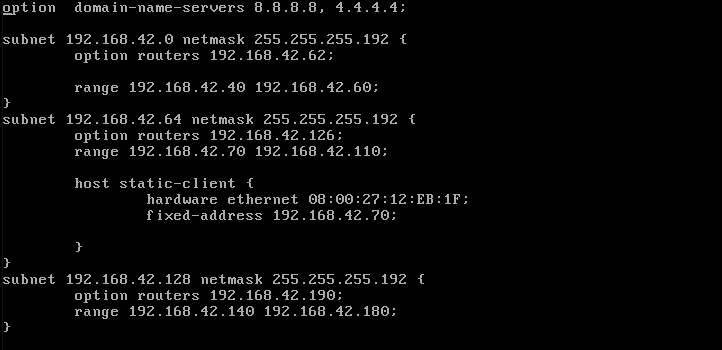 option  domain-name-servers 8.8.8.8, 4.4.4.4;

subnet 192.168.42.0 netmask 255.255.255.192 {
        option routers 192.168.42.62;

        range 192.168.42.40 192.168.42.60;
}
subnet 192.168.42.64 netmask 255.255.255.192 {
        option routers 192.168.42.126;
        range 192.168.42.70 192.168.42.110;

        host static-client {
                hardware ethernet 08:00:27:12:EB:1F;
                fixed-address 192.168.42.70;

        }
}
subnet 192.168.42.128 netmask 255.255.255.192 {
        option routers 192.168.42.190;
        range 192.168.42.140 192.168.42.180;
}